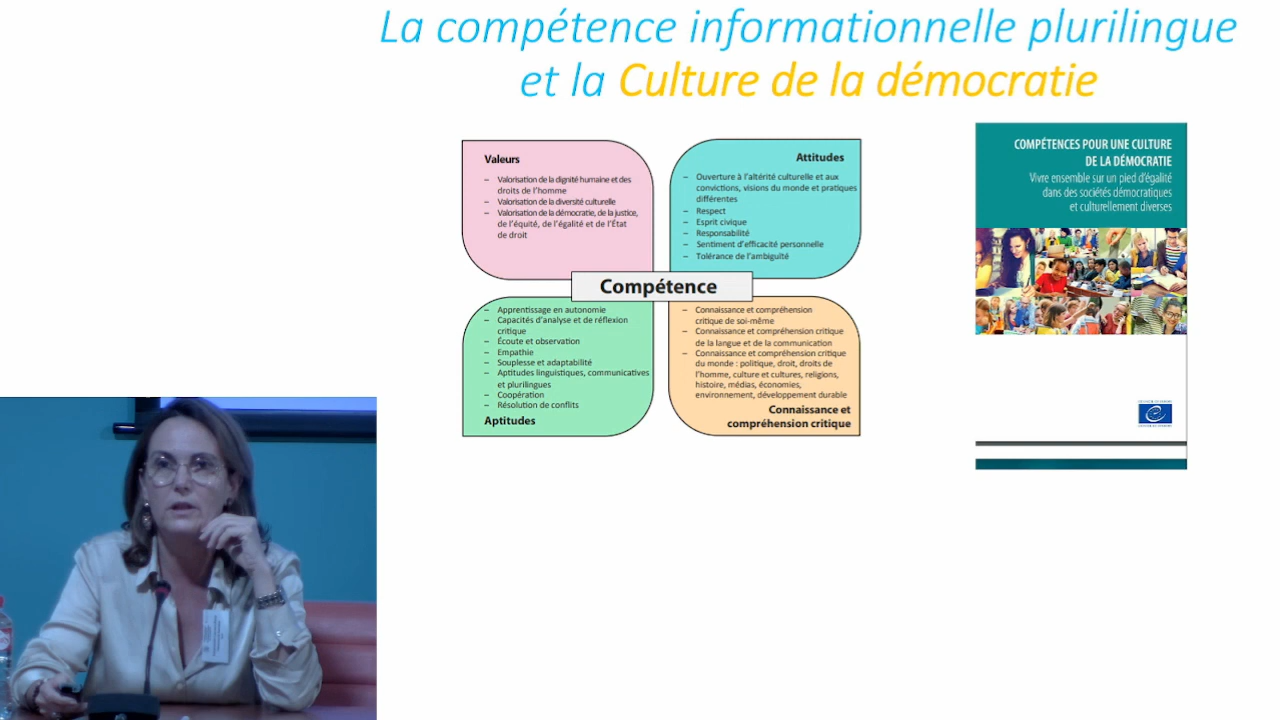 La compétence informationnelle plurilingue
et la Culture de la démocratie
Valeurs
– Valorisation de la dignité humaine et des
droits de l'homme
– Valorisation de la diversité culturelle
– Valorisation de la démocratie, de la justice,
de l'équité, de l'égalité et de l'État
de droit
Attitudes
– Ouverture à l'altérité culturelle et aux
convictions, visions du monde et pratiques
différentes
– Respect
– Esprit civique
– Responsabilité
– Sentiment d'efficacité personnelle
– Tolérance de l'ambiguïté
Compétence
– Apprentissage en autonomie
– Capacités d'analyse et de réflexion
critique
– Écoute et observation
– Empathie
– Souplesse et adaptabilité
– Aptitudes linguistiques, communicatives
et plurilingues
– Coopération
– Résolution de conflits
Aptitudes
– Connaissance et compréhension
critique de soi-même
– Connaissance et compréhension critique
de la langue et de la communication
– Connaissance et compréhension critique
du monde : politique, droit, droits de
l'homme, culture et cultures, religions,
histoire, médias, économies,
environnement, développement durable
Connaissance et
compréhension critique
COMPÉTENCES POUR UNE CULTURE
DE LA DÉMOCRATIE
Vivre ensemble sur un pied d'égalité
dans des sociétés démocratiques
et culturellement diverses